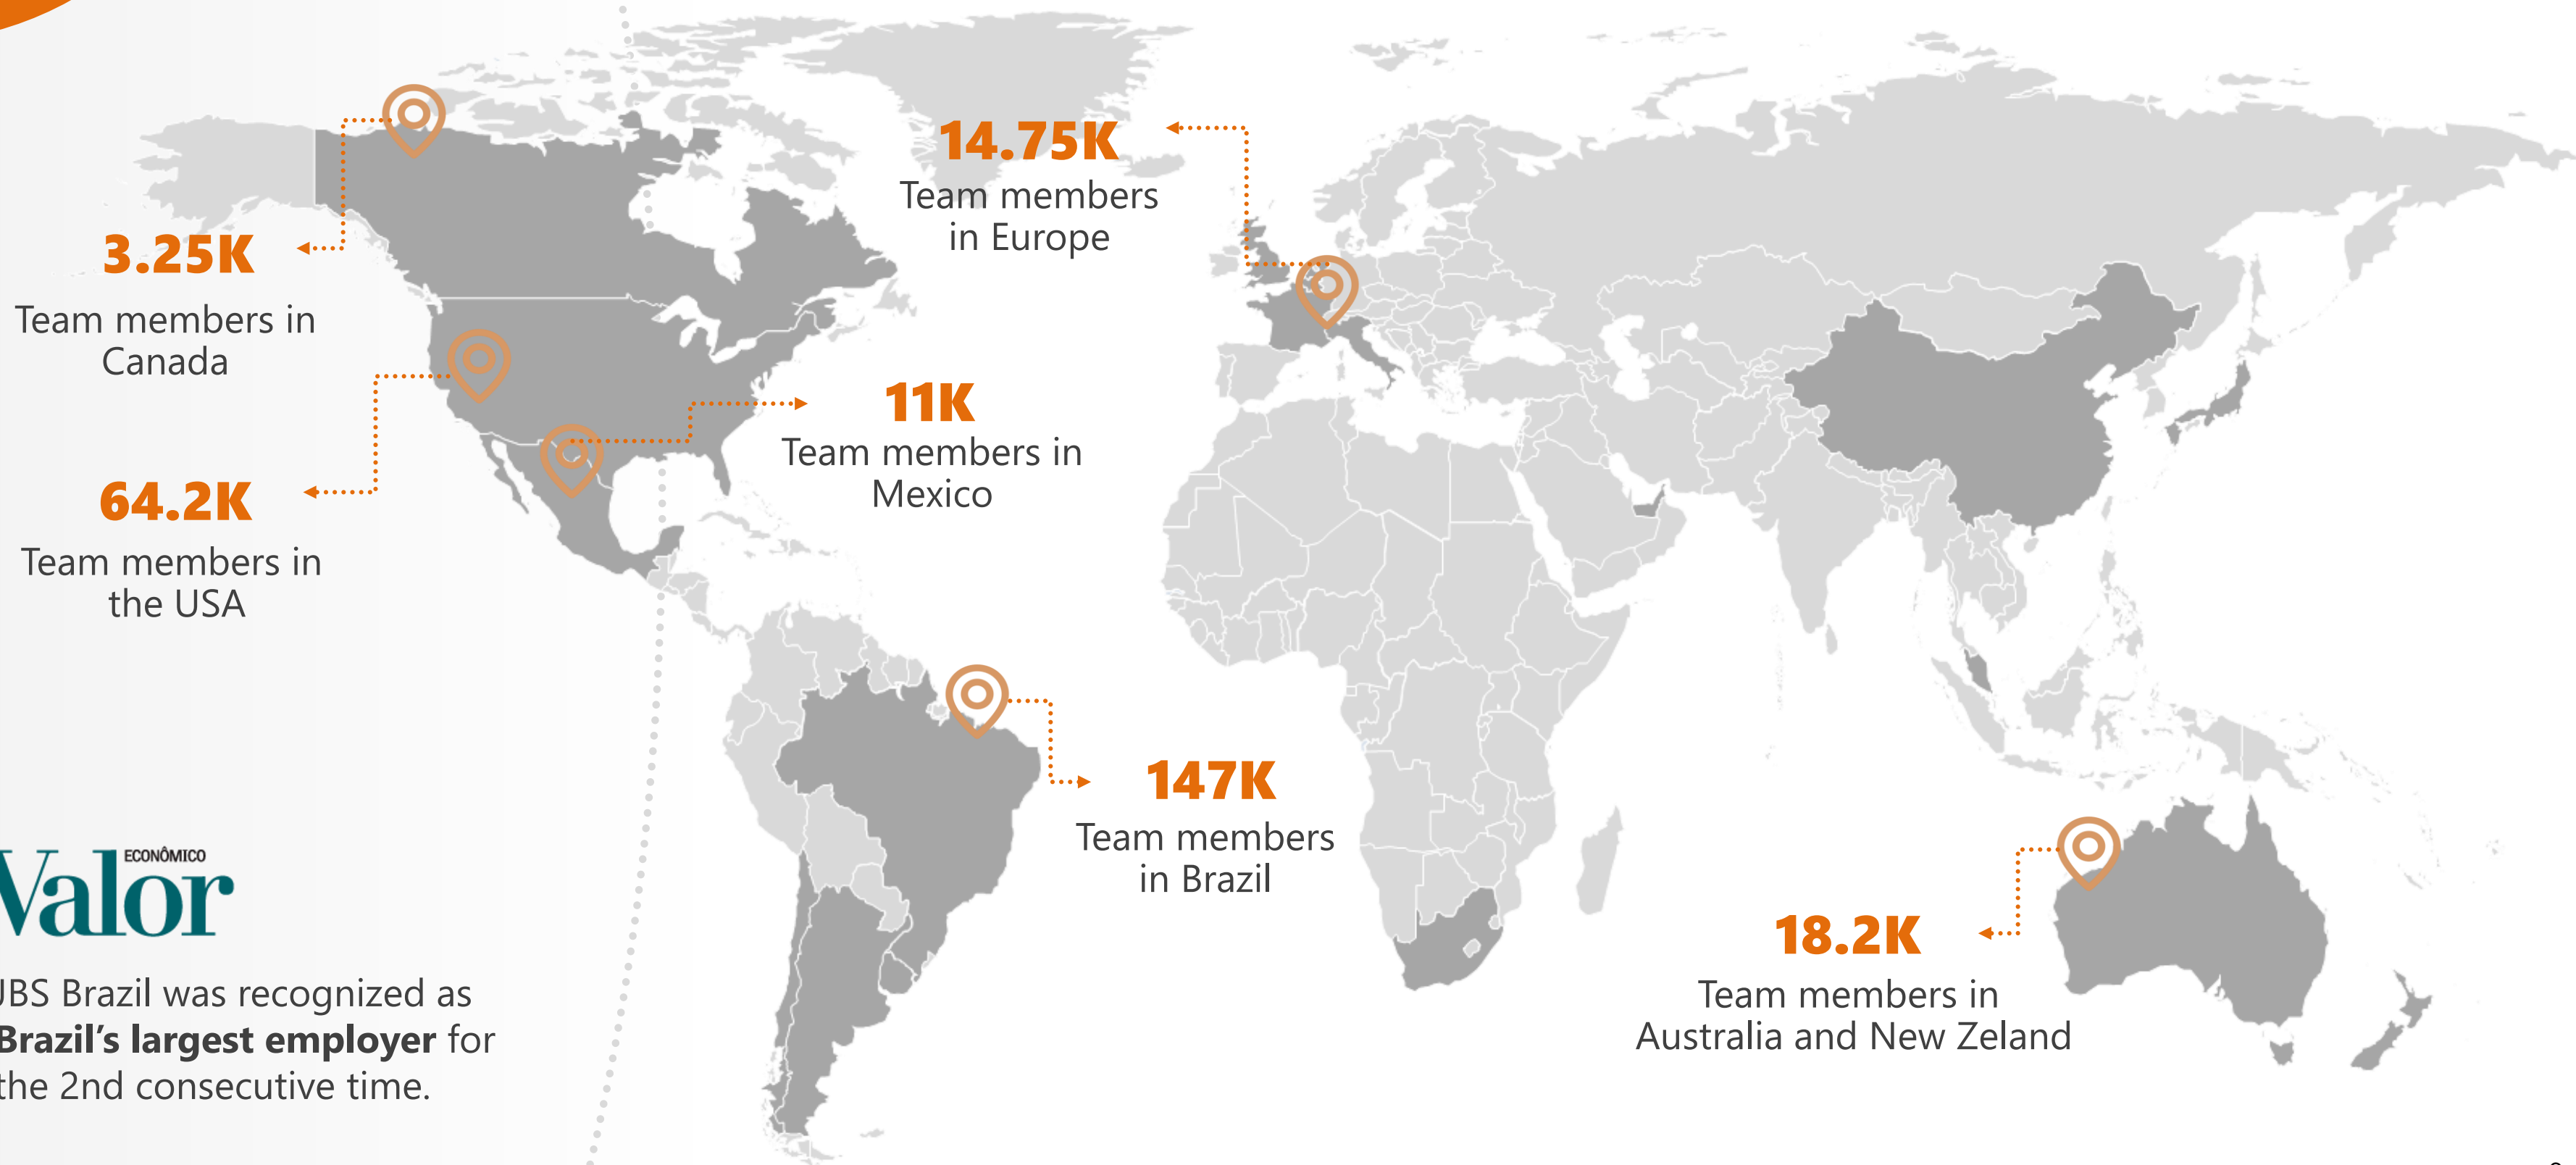 14.75K
Team members
in Europe
3.25K
Team members in
Canada
11K
Team members in
Mexico
64.2K
Team members in
the USA
147K
Team members
in Brazil
18.2K
Team members in
Australia and New Zeland
Valor
ECONÔMICO
JBS Brazil was recognized as
Brazil’s largest employer for
the 2nd consecutive time.